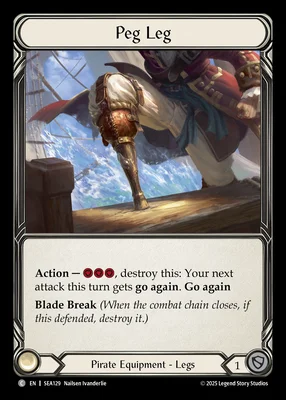 Peg Leg
Action — , destroy this: Your next
attack this turn gets go again. Go again
Blade Break (When the combat chain closes, if
this defended, destroy it.)
Pirate Equipment - Legs
1
C EN | SEA129 Nailsen Ivanderlie
© 2025 Legend Story Studios